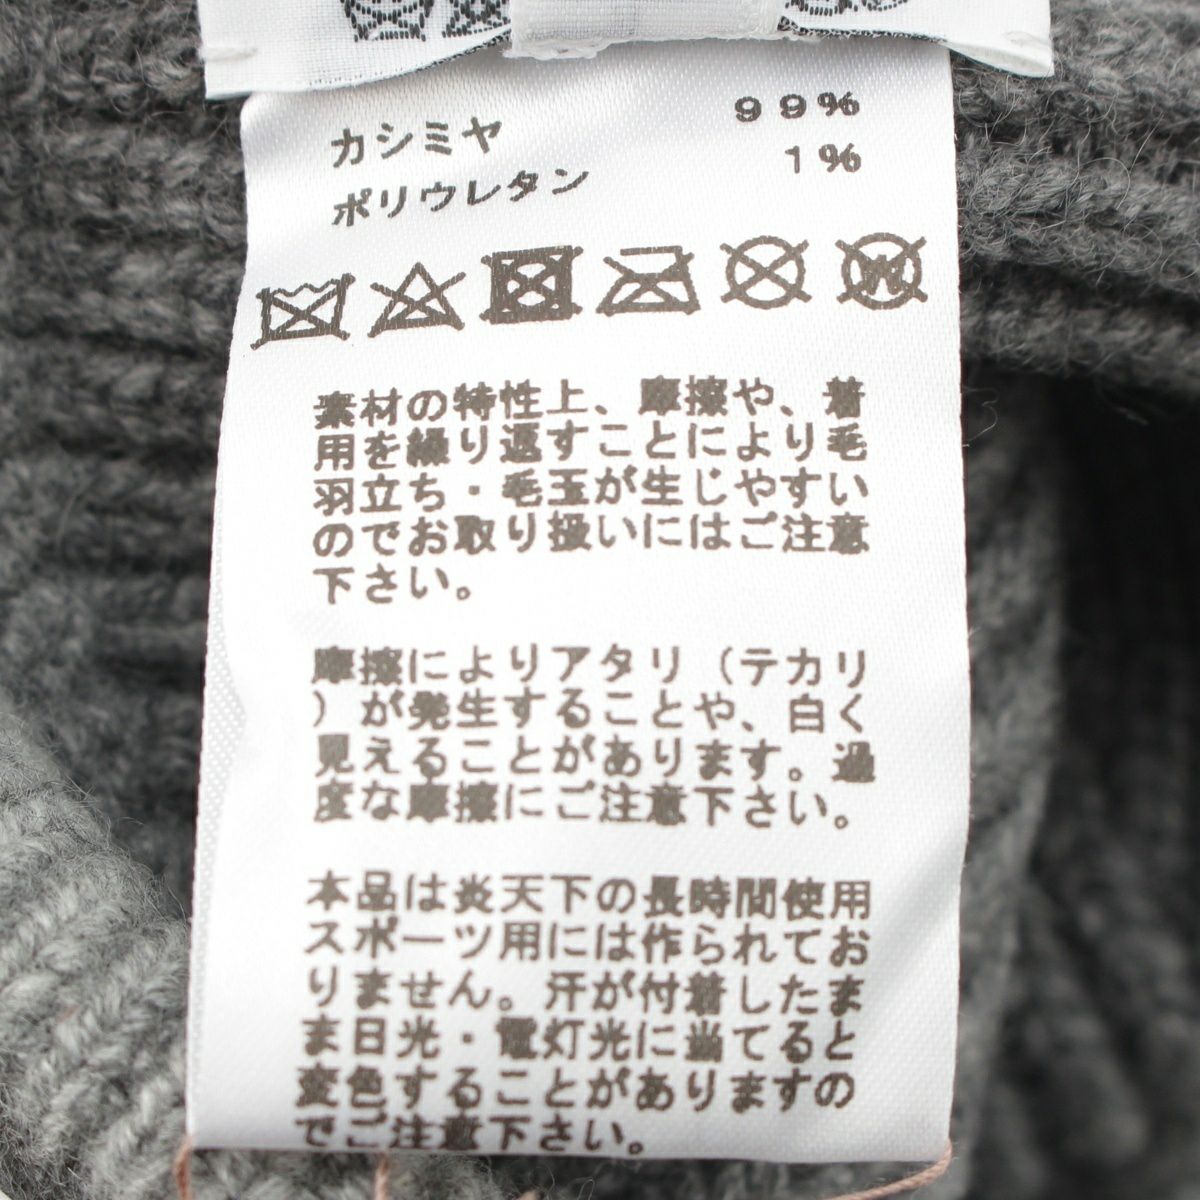 カシミヤ 99%
ポリウレタン 1%
W
素材の特性上、摩擦や、着
用を繰り返すことにより毛
羽立ち・毛玉が生じやすい
のでお取り扱いにはご注意
下さい。
摩擦によりアタリ(テカリ
)が発生することや、白く
見えることがあります。過
度な摩擦にご注意下さい。
本品は炎天下の長時間使用
スポーツ用には作られてお
りません。汗が付着したま
ま日光・電灯光に当てると
変色することがありますの
でご注意下さい。